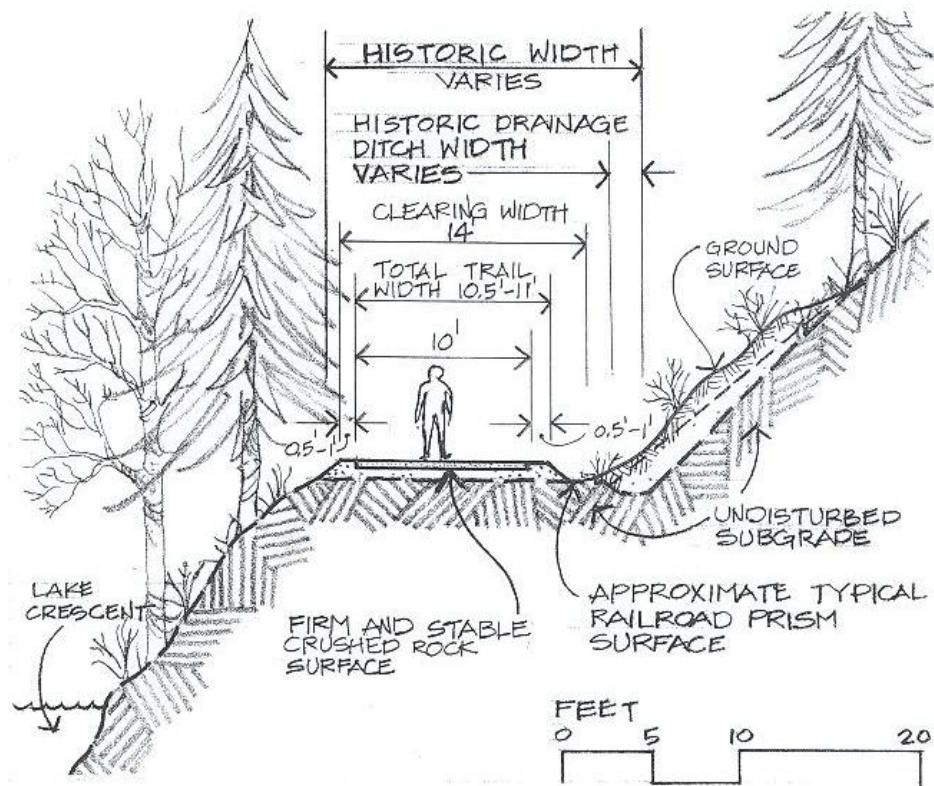 HISTORIC WIDTH
VARIES
HISTORIC DRAINAGE
DITCH WIDTH
VARIES
CLEARING WIDTH
14'
TOTAL TRAIL
WIDTH 10.5'-11'
10'
0.5'-1'
0.5'-1'
GROUND
SURFACE
UNDISTURBED
SUBGRADE
LAKE
CRESCENT
FIRM AND STABLE
CRUSHED ROCK
SURFACE
APPROXIMATE TYPICAL
RAILROAD PRISM
SURFACE
FEET
0 5 10 20